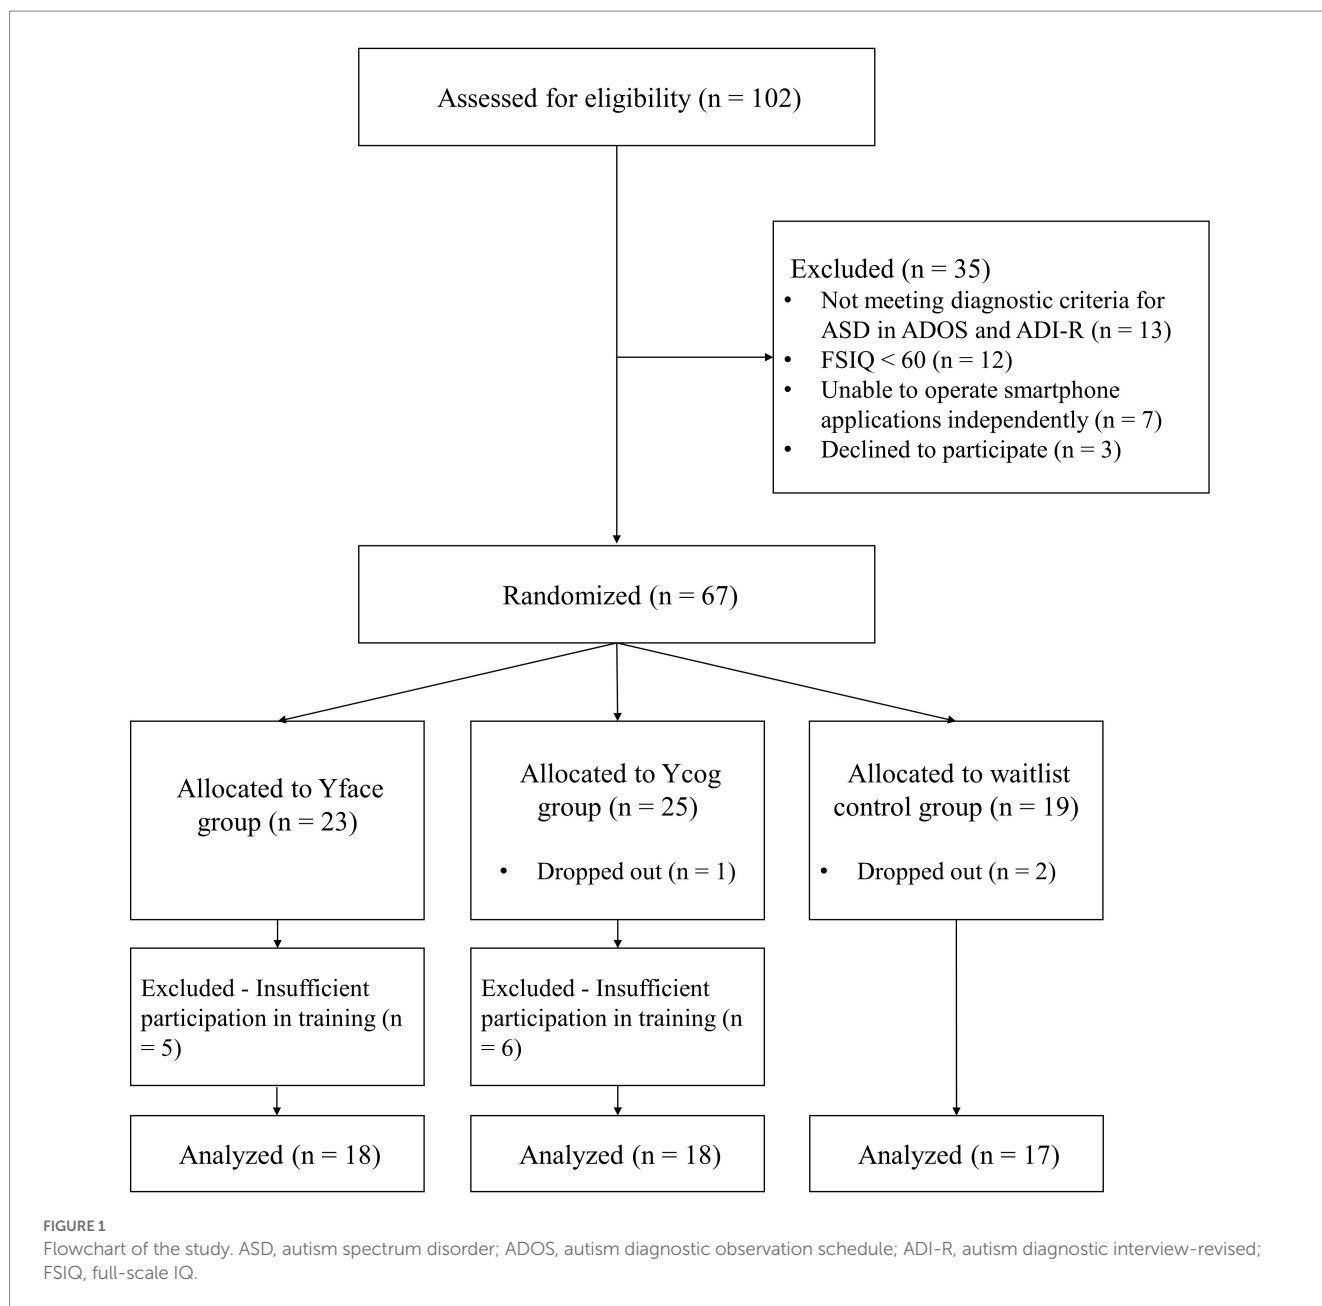 Assessed for eligibility (n = 102)
Excluded (n = 35)
• Not meeting diagnostic criteria for
ASD in ADOS and ADI-R (n = 13)
• FSIQ < 60 (n = 12)
• Unable to operate smartphone
applications independently (n = 7)
• Declined to participate (n = 3)
Randomized (n = 67)
Allocated to Yface
group (n = 23)
Allocated to Ycog
group (n = 25)
• Dropped out (n = 1)
Allocated to waitlist
control group (n = 19)
• Dropped out (n = 2)
Excluded - Insufficient
participation in training (n
= 5)
Excluded - Insufficient
participation in training (n
= 6)
Analyzed (n = 18)
Analyzed (n = 18)
Analyzed (n = 17)
FIGURE 1
Flowchart of the study. ASD, autism spectrum disorder; ADOS, autism diagnostic observation schedule; ADI-R, autism diagnostic interview-revised;
FSIQ, full-scale IQ.